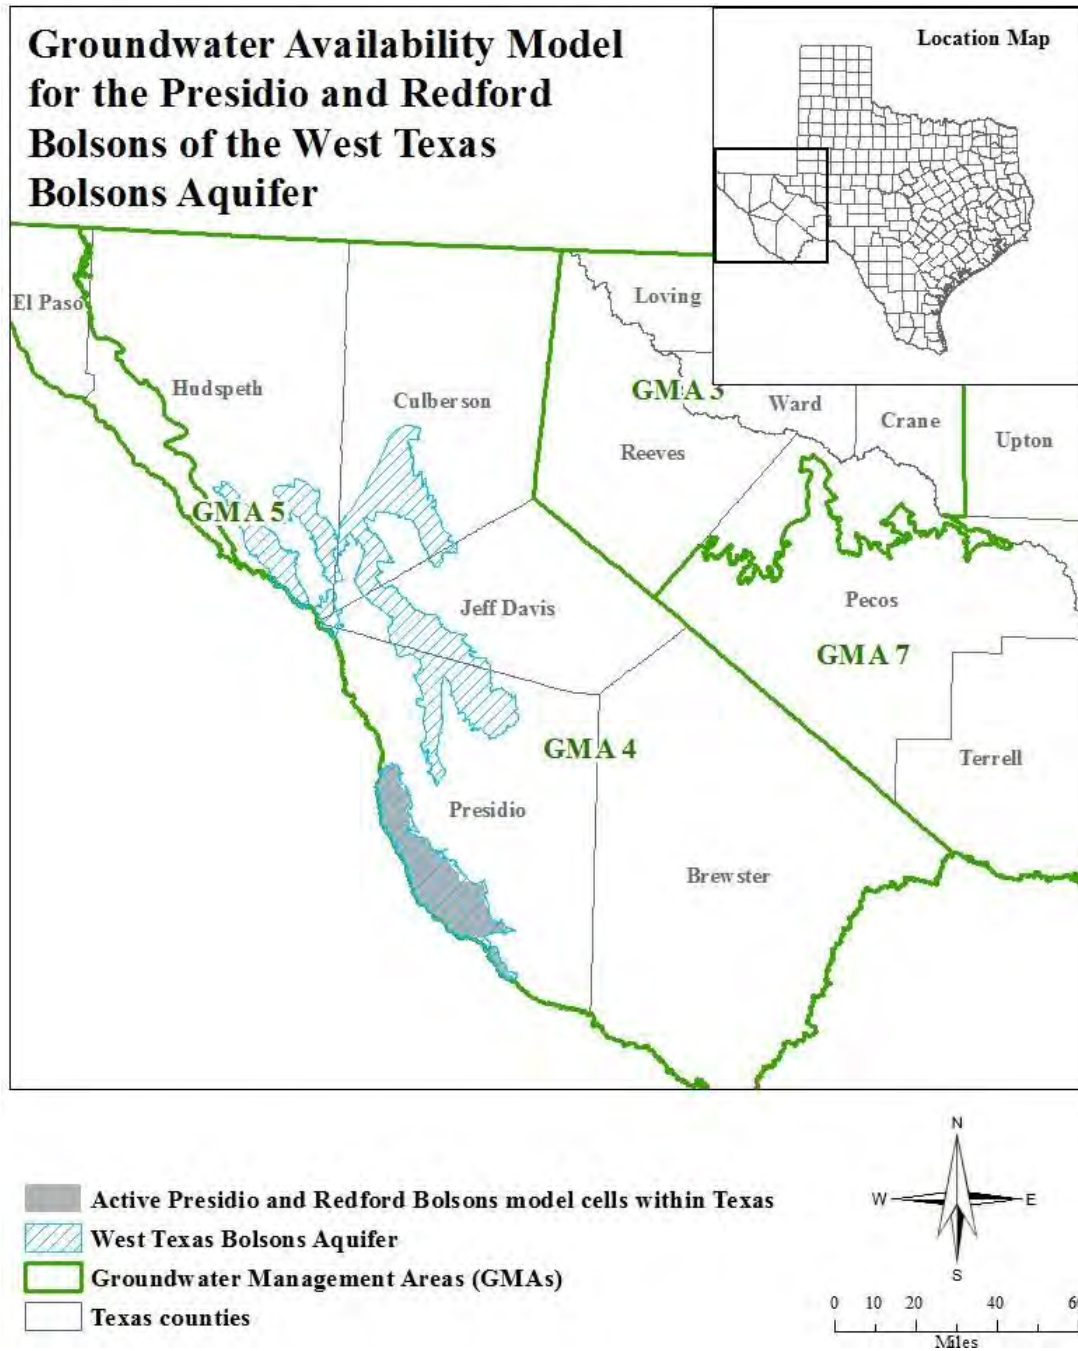 Groundwater Availability Model
for the Presidio and Redford
Bolsons of the West Texas
Bolsons Aquifer
Location Map
El Paso
Loving
Hudspeth
Culberson
GMA 3
Ward
Crane
Upton
Reeves
GMA 5
Jeff Davis
Pecos
GMA 7
GMA 4
Terrell
Presidio
Brewster
Active Presidio and Redford Bolsons model cells within Texas
West Texas Bolsons Aquifer
Groundwater Management Areas (GMAs)
Texas counties
N
W E
S
0 10 20 40
Miles